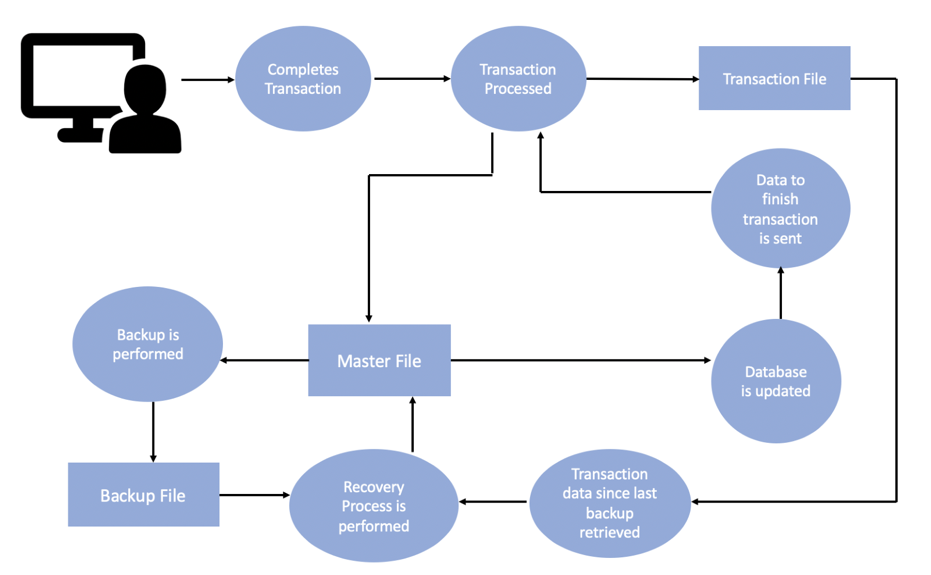 Completes
Transaction
Transaction
Processed
Transaction File
Data to
finish
transaction
is sent
Backup is
performed
Master File
Database
is updated
Backup File
Recovery
Process is
performed
Transaction
data since last
backup
retrieved